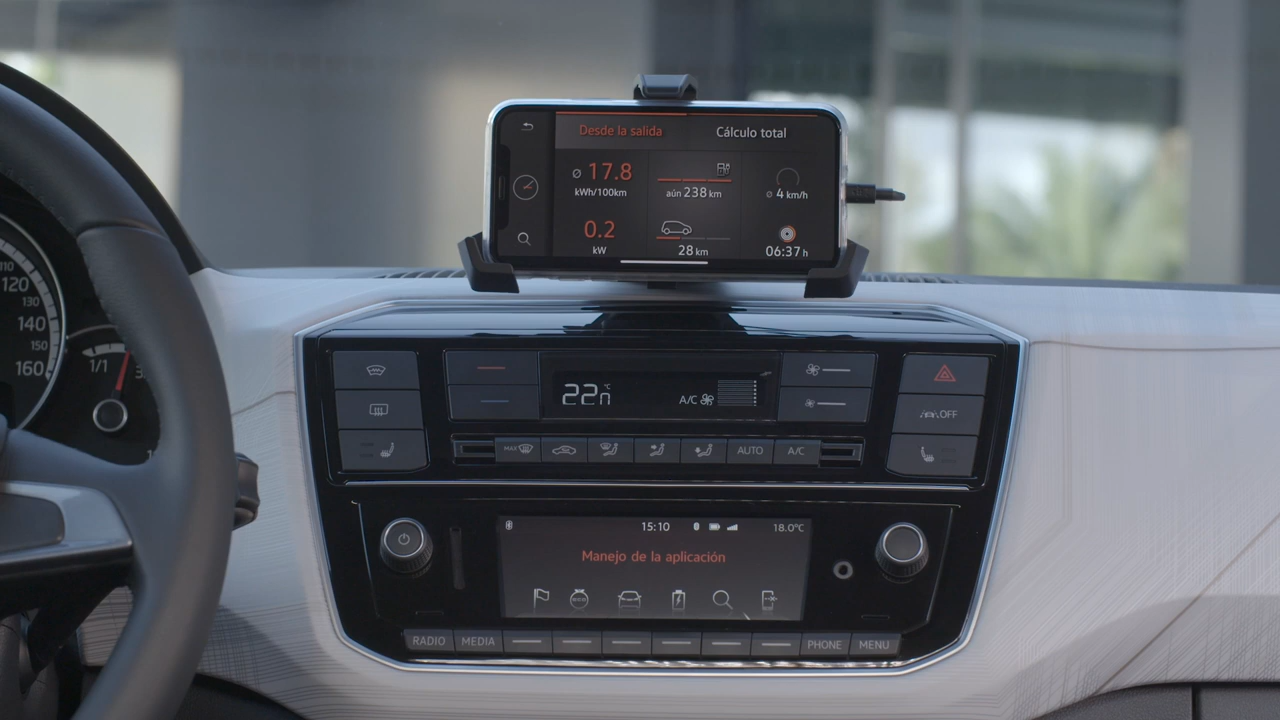 Desde la salida
Cálculo total
Ø 17.8
kWh/100km
aún 238 km
Ø 4 km/h
0.2
kW
28 km
06:37 h
110
120
130
140
150
160
1/1
22
°C
A/C
OFF
MAX
AUTO
A/C
15:10
18.0°C
Manejo de la aplicación
ECO
RADIO
MEDIA
PHONE
MENU